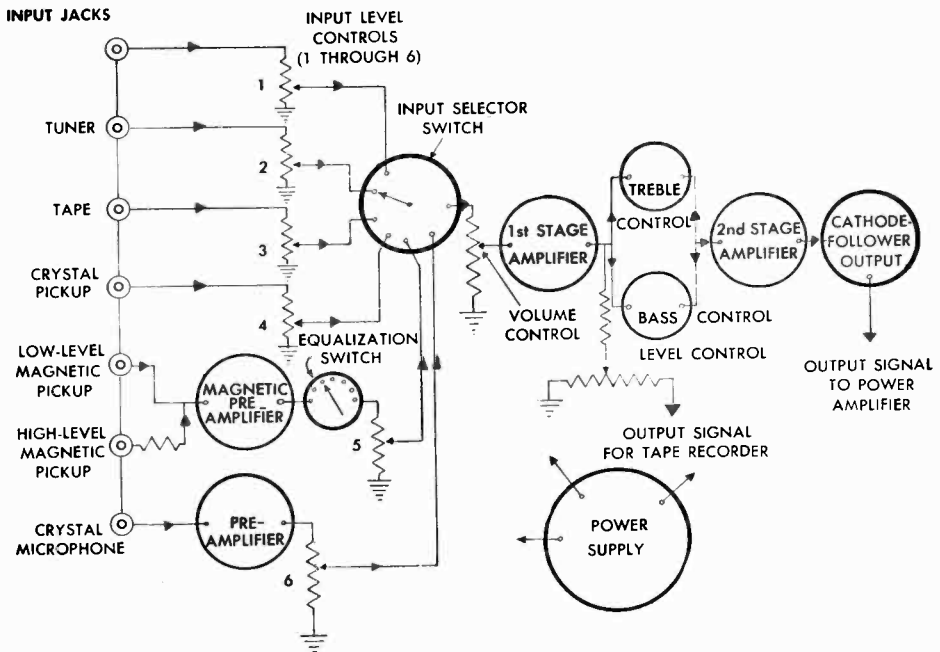 INPUT JACKS
INPUT LEVEL
CONTROLS
(1 THROUGH 6)
1
TUNER
2
INPUT SELECTOR
SWITCH
TAPE
3
CRYSTAL
PICKUP
4
1st STAGE
AMPLIFIER
VOLUME
CONTROL
TREBLE
CONTROL
BASS
CONTROL
LEVEL CONTROL
2nd STAGE
AMPLIFIER
CATHODE-
FOLLOWER
OUTPUT
OUTPUT SIGNAL
TO POWER
AMPLIFIER
LOW-LEVEL
MAGNETIC
PICKUP
MAGNETIC
PRE-
AMPLIFIER
EQUALIZATION
SWITCH
5
HIGH-LEVEL
MAGNETIC
PICKUP
OUTPUT SIGNAL
FOR TAPE RECORDER
CRYSTAL
MICROPHONE
PRE-
AMPLIFIER
6
POWER
SUPPLY